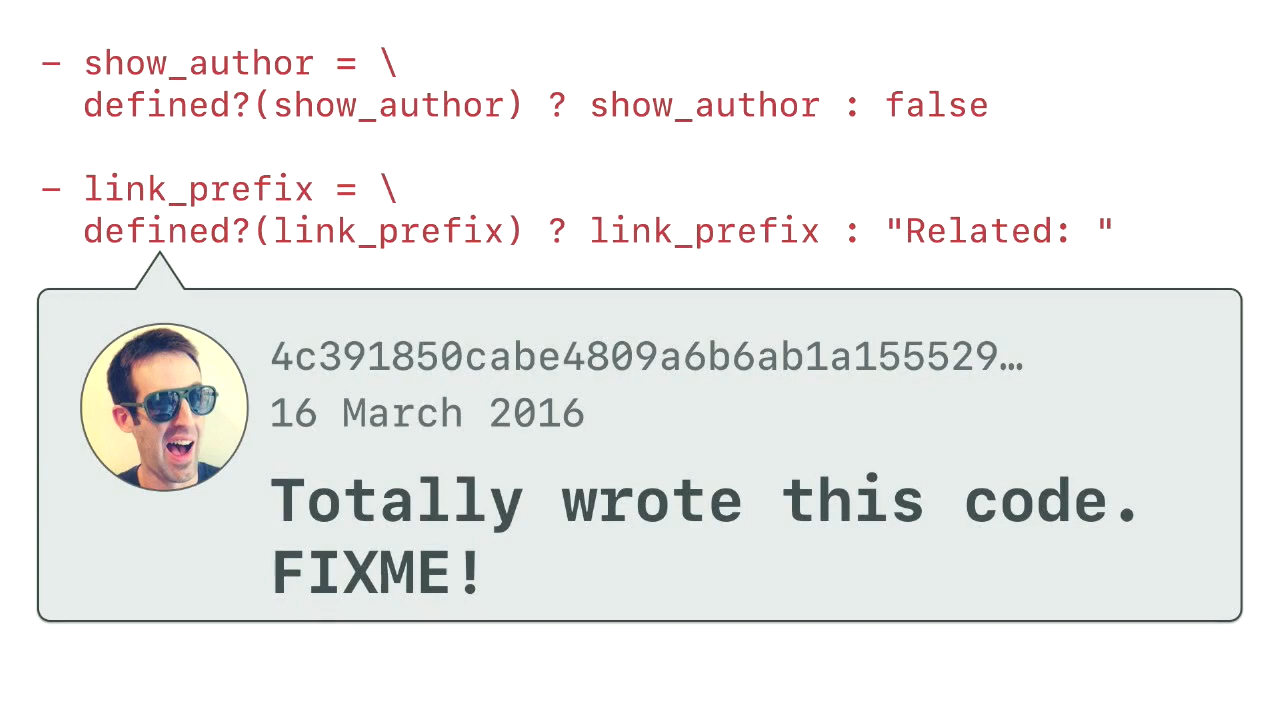 - show_author = \
defined?(show_author) ? show_author : false
- link_prefix = \
defined?(link_prefix) ? link_prefix : "Related: "
4c391850cabe4809a6b6ab1a155529…
16 March 2016
Totally wrote this code.
FIXME!